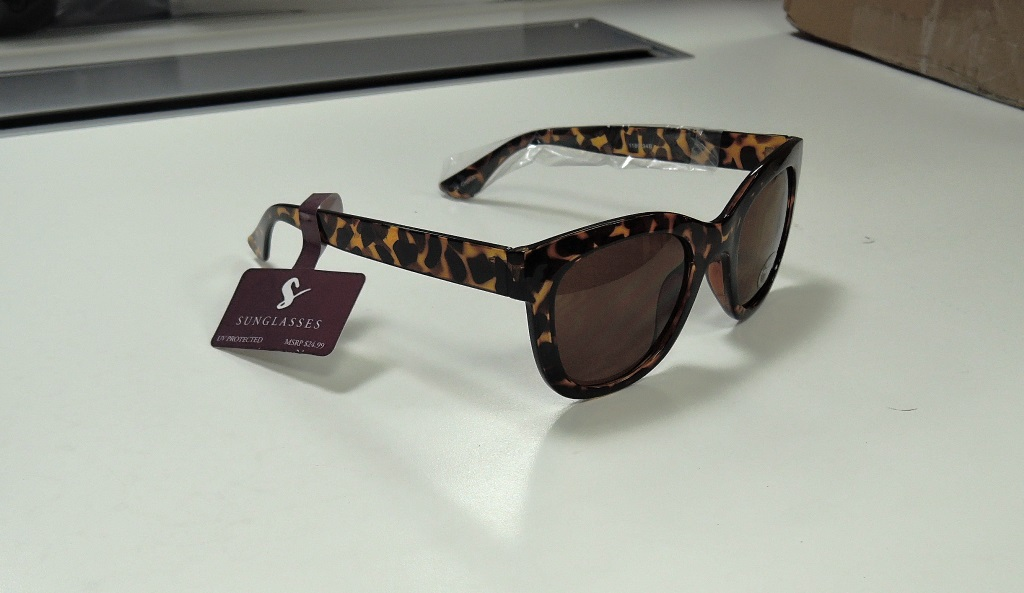 S
SUNGLASSES
UV PROTECTED MSRP $24.99